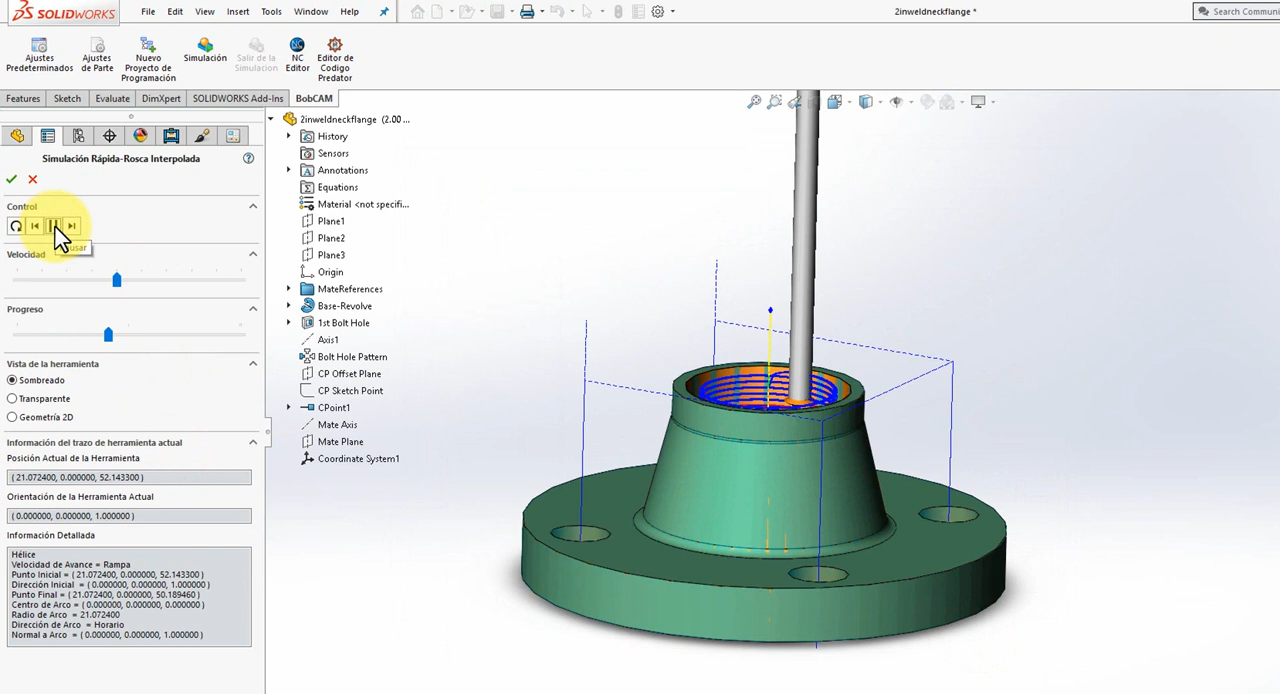 SOLIDWORKS
File Edit View Insert Tools Window Help
2inweldneckflange *
Search Communi
Ajustes Predeterminados
Ajustes de Parte
Nuevo Proyecto de Programación
Simulación
Salir de la Simulacion
NC Editor
Editor de Codigo Predator
Features Sketch Evaluate DimXpert SOLIDWORKS Add-Ins BobCAM
Simulación Rápida-Rosca Interpolada
Control
Velocidad
Progreso
Vista de la herramienta
Sombreado
Transparente
Geometría 2D
Información del trazo de herramienta actual
Posición Actual de la Herramienta
( 21.072400, 0.000000, 52.143300 )
Orientación de la Herramienta Actual
( 0.000000, 0.000000, 1.000000 )
Información Detallada
Hélice
Velocidad de Avance = Rampa
Punto Inicial = ( 21.072400, 0.000000, 52.143300 )
Dirección Inicial = ( 0.000000, 0.000000, 1.000000 )
Punto Final = ( 21.072400, 0.000000, 50.189460 )
Centro de Arco = ( 0.000000, 0.000000, 0.000000 )
Radio de Arco = 21.072400
Dirección de Arco = Horario
Normal a Arco = ( 0.000000, 0.000000, 1.000000 )
2inweldneckflange (2.00 ...
History
Sensors
Annotations
Equations
Material <not specifi...
Plane1
Plane2
Plane3
Origin
MateReferences
Base-Revolve
1st Bolt Hole
Axis1
Bolt Hole Pattern
CP Offset Plane
CP Sketch Point
CPoint1
Mate Axis
Mate Plane
Coordinate System1